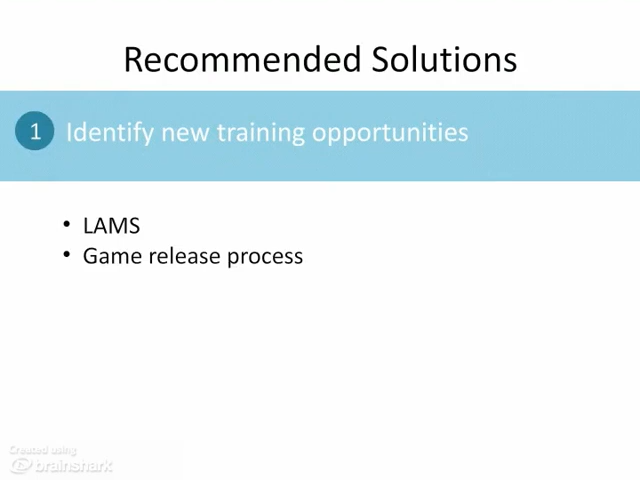 Recommended Solutions
1 Identify new training opportunities
• LAMS
• Game release process
Created using
brainshark